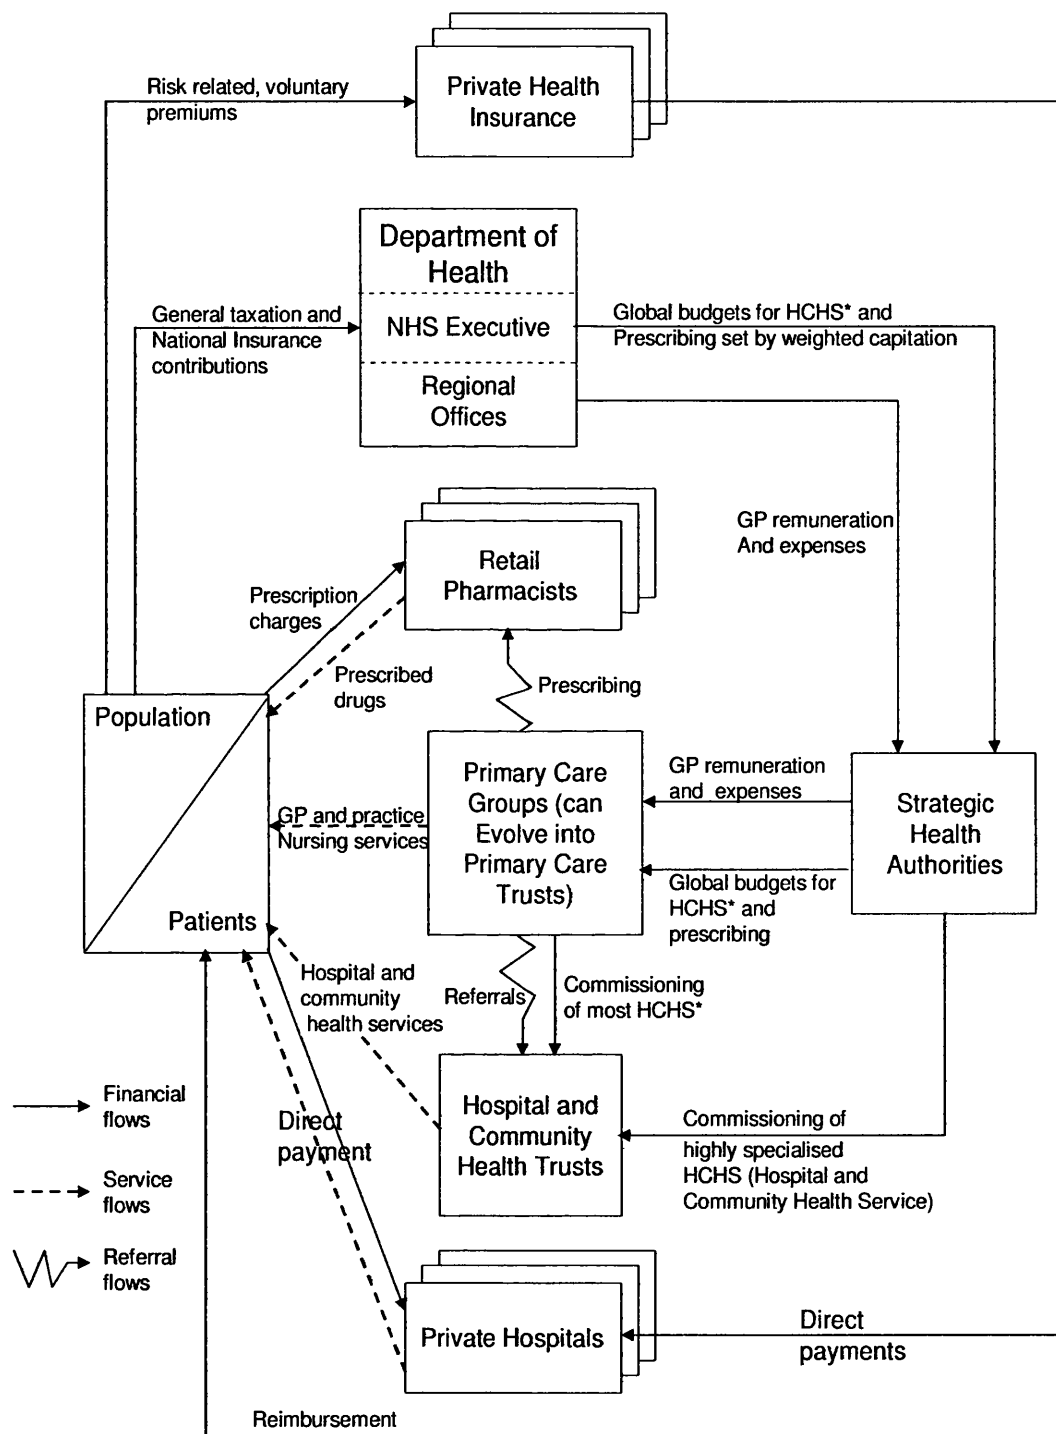 Risk related, voluntary
premiums
Private Health
Insurance
Department of
Health
NHS Executive
Regional
Offices
General taxation and
National Insurance
contributions
Global budgets for HCHS* and
Prescribing set by weighted capitation
GP remuneration
And expenses
Retail
Pharmacists
Prescription
charges
Prescribed
drugs
Prescribing
Population
Patients
GP and practice
Nursing services
Primary Care
Groups (can
Evolve into
Primary Care
Trusts)
GP remuneration
and expenses
Global budgets for
HCHS* and
prescribing
Strategic
Health
Authorities
Hospital and
community
health services
Referrals
Commissioning
of most HCHS*
Hospital and
Community
Health Trusts
Commissioning of
highly specialised
HCHS (Hospital and
Community Health Service)
Direct
payment
Financial
flows
Service
flows
Referral
flows
Private Hospitals
Direct
payments
Reimbursement